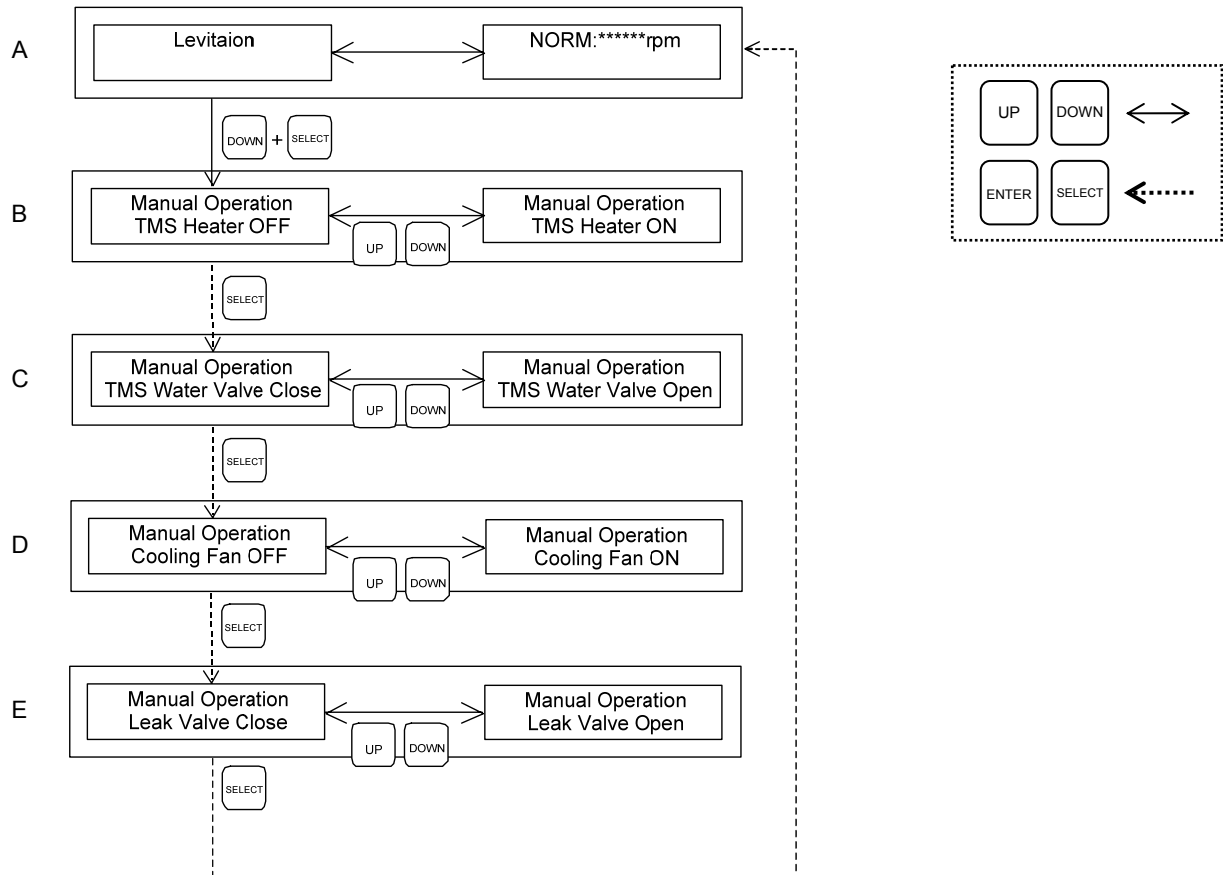 A
Levitaion
NORM:******rpm
DOWN + SELECT
B
Manual Operation
TMS Heater OFF
Manual Operation
TMS Heater ON
UP DOWN
SELECT
C
Manual Operation
TMS Water Valve Close
Manual Operation
TMS Water Valve Open
UP DOWN
SELECT
D
Manual Operation
Cooling Fan OFF
Manual Operation
Cooling Fan ON
UP DOWN
SELECT
E
Manual Operation
Leak Valve Close
Manual Operation
Leak Valve Open
UP DOWN
SELECT
UP DOWN
ENTER SELECT